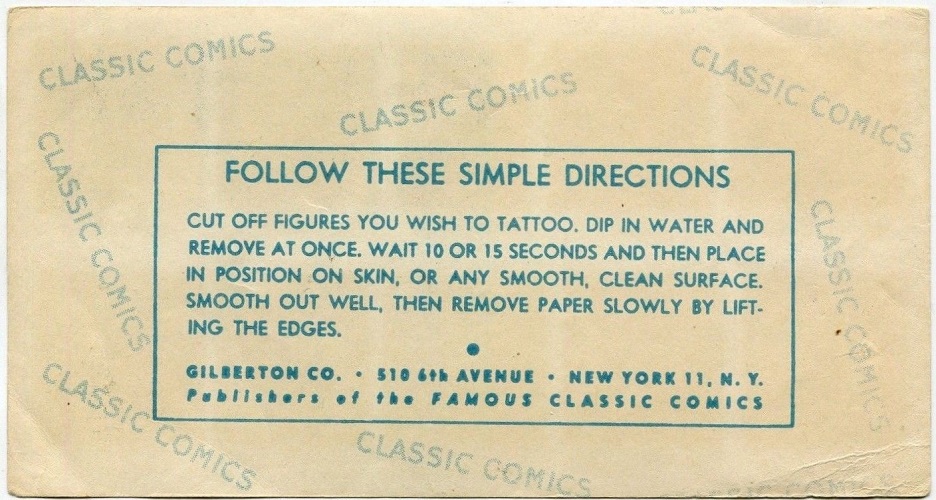 CLASSIC COMICS
CLASSIC COMICS
CLASSIC COMICS
CLASSIC COMICS
FOLLOW THESE SIMPLE DIRECTIONS
CUT OFF FIGURES YOU WISH TO TATTOO. DIP IN WATER AND
REMOVE AT ONCE. WAIT 10 OR 15 SECONDS AND THEN PLACE
IN POSITION ON SKIN, OR ANY SMOOTH, CLEAN SURFACE.
SMOOTH OUT WELL, THEN REMOVE PAPER SLOWLY BY LIFT-
ING THE EDGES.
GILBERTON CO. • 510 6th AVENUE • NEW YORK 11, N. Y.
Publishers of the FAMOUS CLASSIC COMICS
CLASSIC COMICS
CLASSIC COMICS
CLASSIC COMICS